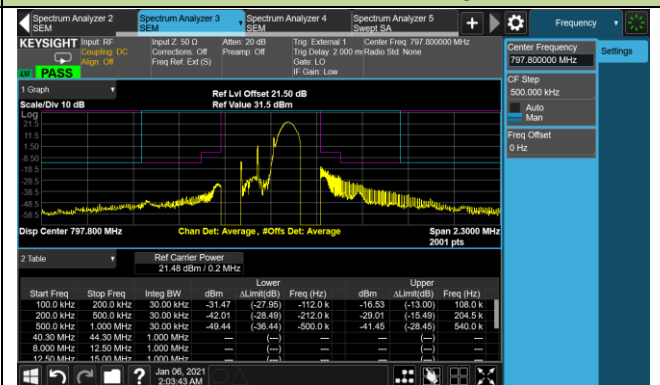 Spectrum Analyzer 2
SEM
Spectrum Analyzer 3
SEM
Spectrum Analyzer 4
SEM
Spectrum Analyzer 5
Swept SA
Frequency
KEYSIGHT
Input: RF
Coupling: DC
Align: Off
Input Z: 50 Ω
Corrections: Off
Freq Ref: Ext (S)
Atten: 20 dB
Preamp: Off
Trig: External 1
Trig Delay: 2.000 ms
Gate: LO
IF Gain: Low
Center Freq: 797.800000 MHz
Radio Std: None
PASS
Center Frequency
797.800000 MHz
Settings
CF Step
500.000 kHz
Auto
Man
Freq Offset
0 Hz
1 Graph
Scale/Div 10 dB
Ref Lvl Offset 21.50 dB
Ref Value 31.5 dBm
Log
21.5
11.5
1.50
-8.50
-18.5
-28.5
-38.5
-48.5
-58.5
Disp Center 797.800 MHz
Chan Det: Average, #Offs Det: Average
Span 2.3000 MHz
2001 pts
2 Table
Ref Carrier Power
21.48 dBm / 0.2 MHz
Lower Upper
Start Freq Stop Freq Integ BW dBm ΔLimit(dB) Freq (Hz) dBm ΔLimit(dB) Freq (Hz)
100.0 kHz 200.0 kHz 30.00 kHz -31.47 (-27.95) -112.0 k -16.53 (-13.00) 108.0 k
200.0 kHz 500.0 kHz 30.00 kHz -42.01 (-28.49) -212.0 k -29.01 (-15.49) 204.5 k
500.0 kHz 1.000 MHz 30.00 kHz -49.44 (-36.44) -500.0 k -41.45 (-28.45) 540.0 k
40.30 MHz 44.30 MHz 1.000 MHz --- (---) --- --- (---) ---
8.000 MHz 12.50 MHz 1.000 MHz --- (---) --- --- (---) ---
12.50 MHz 15.00 MHz 1.000 MHz --- (---) --- --- (---) ---
Jan 06, 2021
2:03:43 AM